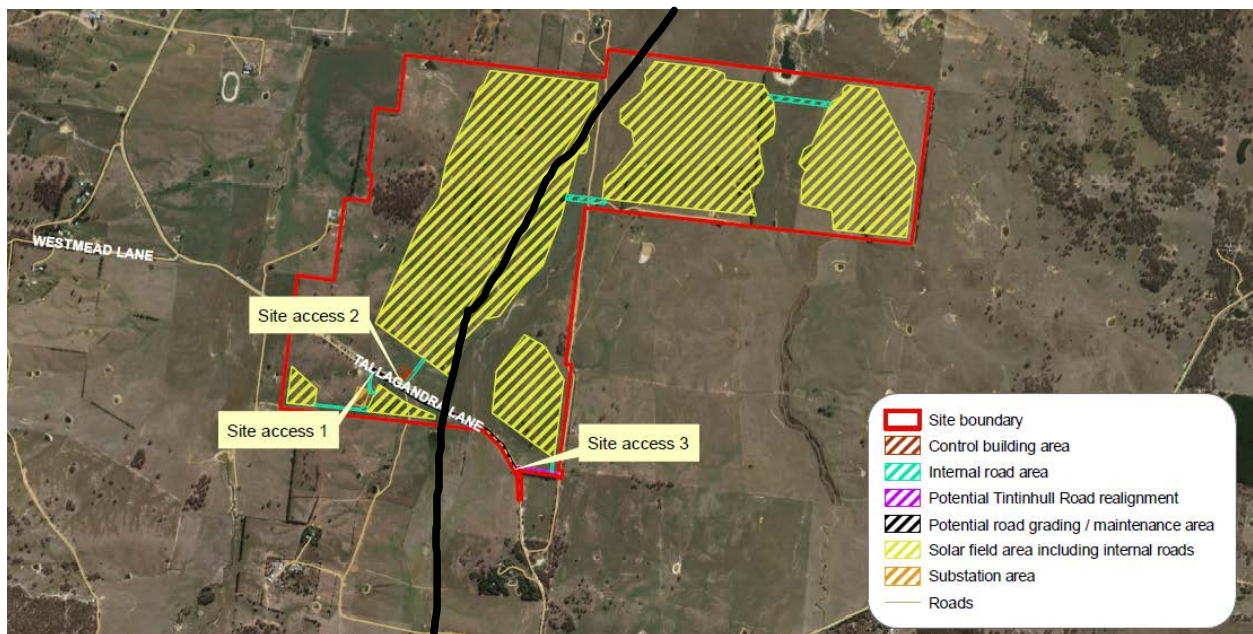 WESTMEAD LANE
Site access 2
TALLAGANDRA LANE
Site access 1
Site access 3
Site boundary
Control building area
Internal road area
Potential Tintinhull Road realignment
Potential road grading / maintenance area
Solar field area including internal roads
Substation area
Roads